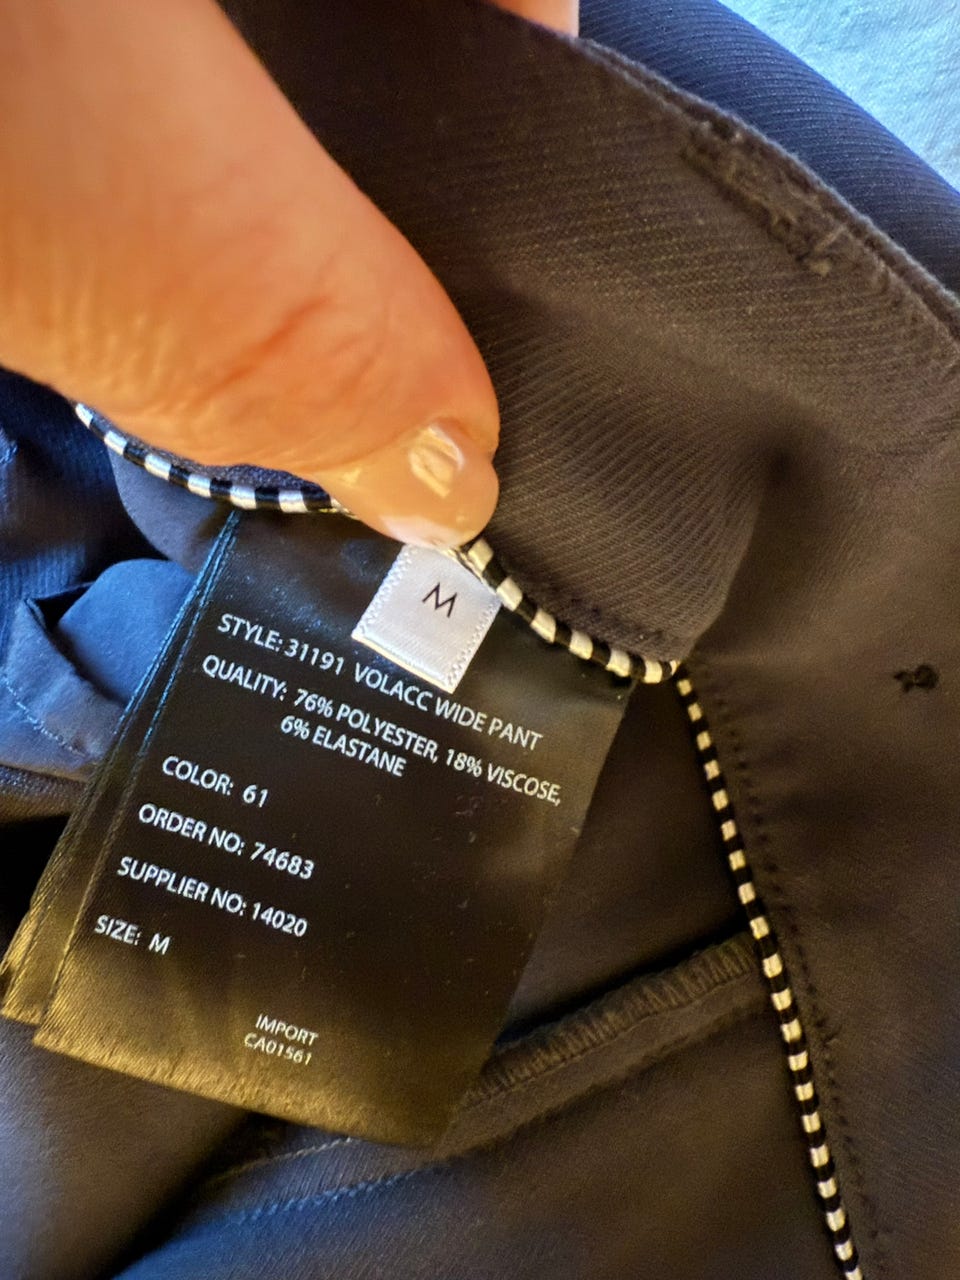 M
STYLE: 31191 VOLACC WIDE PANT
QUALITY: 76% POLYESTER, 18% VISCOSE,
6% ELASTANE
COLOR: 61
ORDER NO: 74683
SUPPLIER NO: 14020
SIZE: M
IMPORT
CA01561